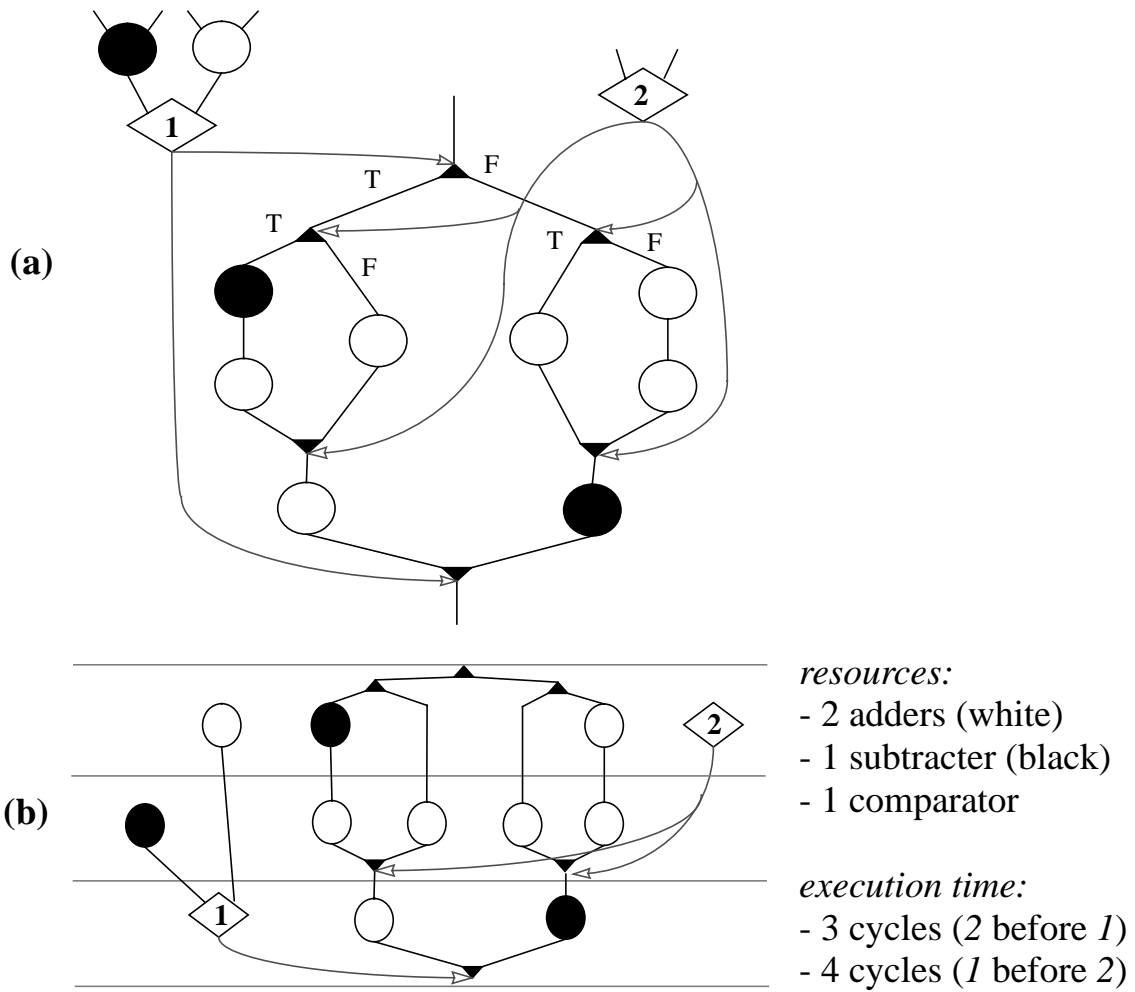 1
2
F
T
T
F
T
F
(a)
resources:
- 2 adders (white)
- 1 subtracter (black)
- 1 comparator
2
(b)
execution time:
- 3 cycles (2 before 1)
- 4 cycles (1 before 2)
1